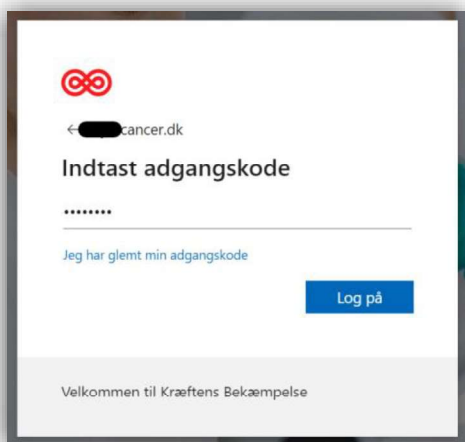 cancer.dk
Indtast adgangskode
Jeg har glemt min adgangskode
Log på
Velkommen til Kræftens Bekæmpelse